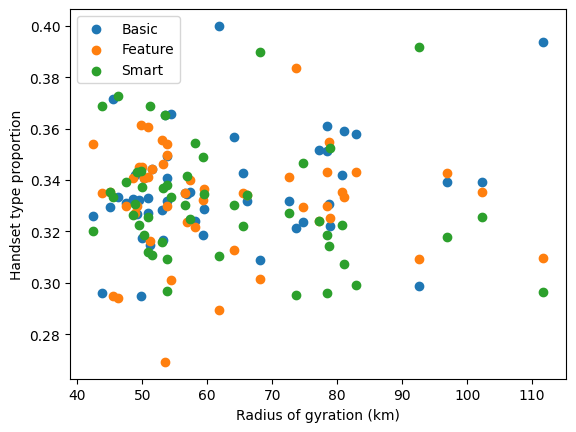 Basic
Feature
Smart
0.40
0.38
0.36
0.34
0.32
0.30
0.28
Handset type proportion
40 50 60 70 80 90 100 110
Radius of gyration (km)